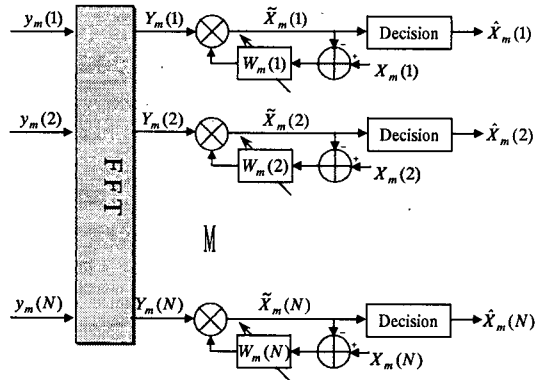 y_m(1) Y_m(1) X̃_m(1) Decision X̂_m(1)
W_m(1) − + X_m(1)
y_m(2) Y_m(2) X̃_m(2) Decision X̂_m(2)
W_m(2) − + X_m(2)
FFT
M
y_m(N) Y_m(N) X̃_m(N) Decision X̂_m(N)
W_m(N) − + X_m(N)